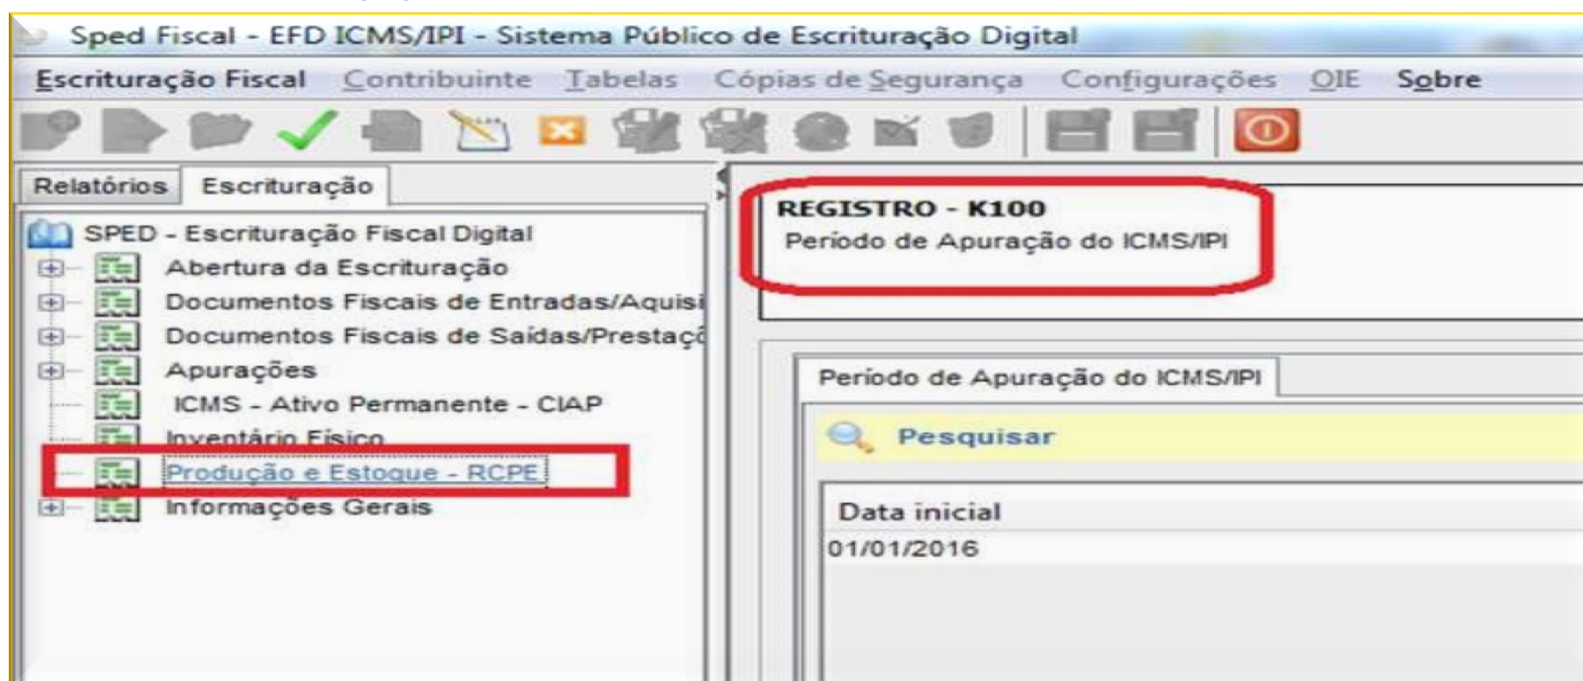 Sped Fiscal - EFD ICMS/IPI - Sistema Público de Escrituração Digital
Escrituração Fiscal Contribuinte Tabelas Cópias de Segurança Configurações OIE Sobre
Relatórios Escrituração
SPED - Escrituração Fiscal Digital
Abertura da Escrituração
Documentos Fiscais de Entradas/Aquisi
Documentos Fiscais de Saídas/Prestaçõ
Apurações
ICMS - Ativo Permanente - CIAP
Inventário Físico
Produção e Estoque - RCPE
Informações Gerais
REGISTRO - K100
Período de Apuração do ICMS/IPI
Período de Apuração do ICMS/IPI
Pesquisar
Data inicial
01/01/2016